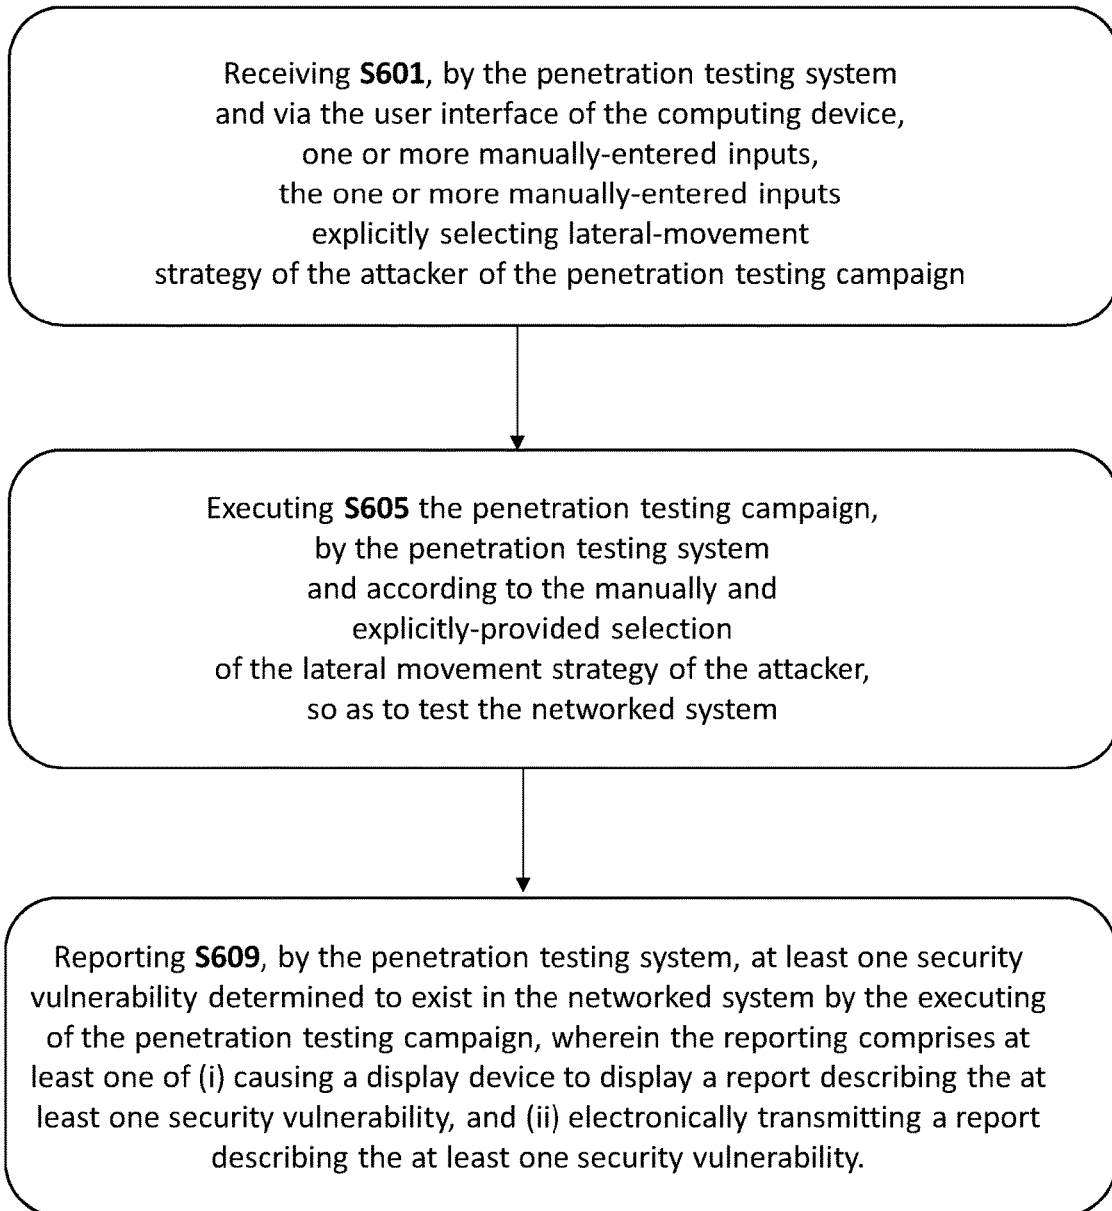 Receiving S601, by the penetration testing system
and via the user interface of the computing device,
one or more manually-entered inputs,
the one or more manually-entered inputs
explicitly selecting lateral-movement
strategy of the attacker of the penetration testing campaign
Executing S605 the penetration testing campaign,
by the penetration testing system
and according to the manually and
explicitly-provided selection
of the lateral movement strategy of the attacker,
so as to test the networked system
Reporting S609, by the penetration testing system, at least one security
vulnerability determined to exist in the networked system by the executing
of the penetration testing campaign, wherein the reporting comprises at
least one of (i) causing a display device to display a report describing the at
least one security vulnerability, and (ii) electronically transmitting a report
describing the at least one security vulnerability.